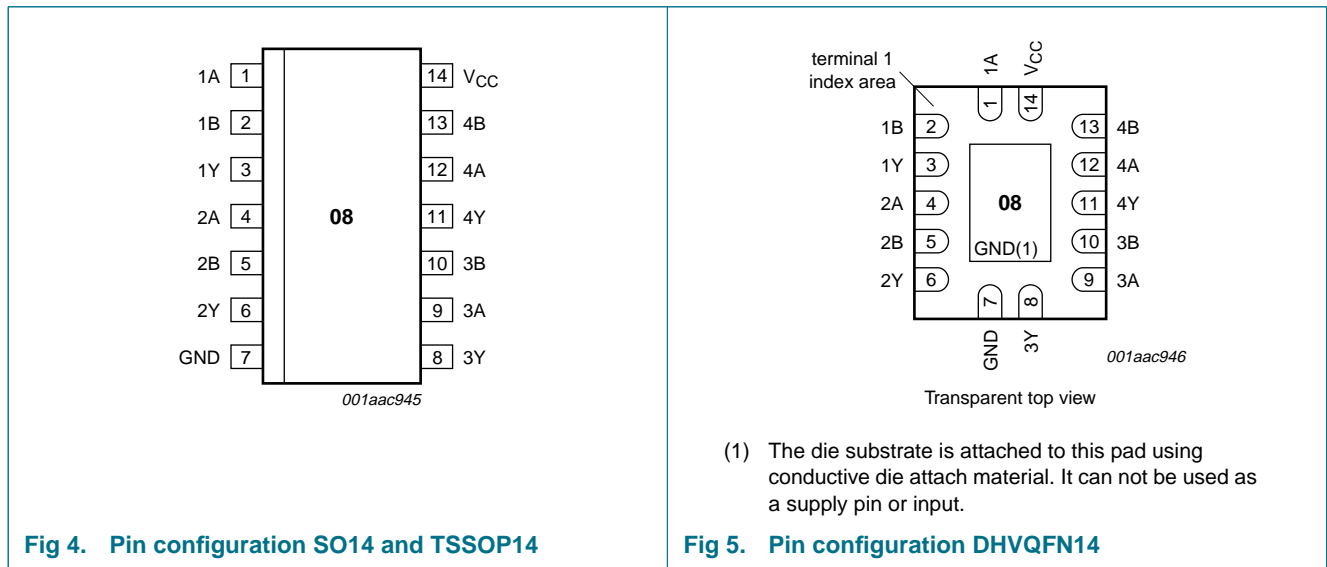 1A 1
1B 2
1Y 3
2A 4
2B 5
2Y 6
GND 7
08
14 VCC
13 4B
12 4A
11 4Y
10 3B
9 3A
8 3Y
001aac945
Fig 4. Pin configuration SO14 and TSSOP14
terminal 1
index area
1A
VCC
1
14
1B 2
1Y 3
2A 4
2B 5
2Y 6
08
GND(1)
13 4B
12 4A
11 4Y
10 3B
9 3A
7
8
GND
3Y
001aac946
Transparent top view
(1) The die substrate is attached to this pad using
conductive die attach material. It can not be used as
a supply pin or input.
Fig 5. Pin configuration DHVQFN14